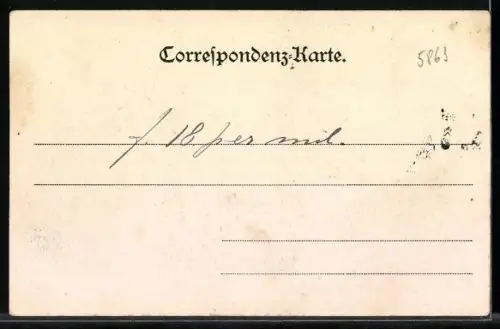 Correspondenz-Karte.
5863
f. 18 per mil.